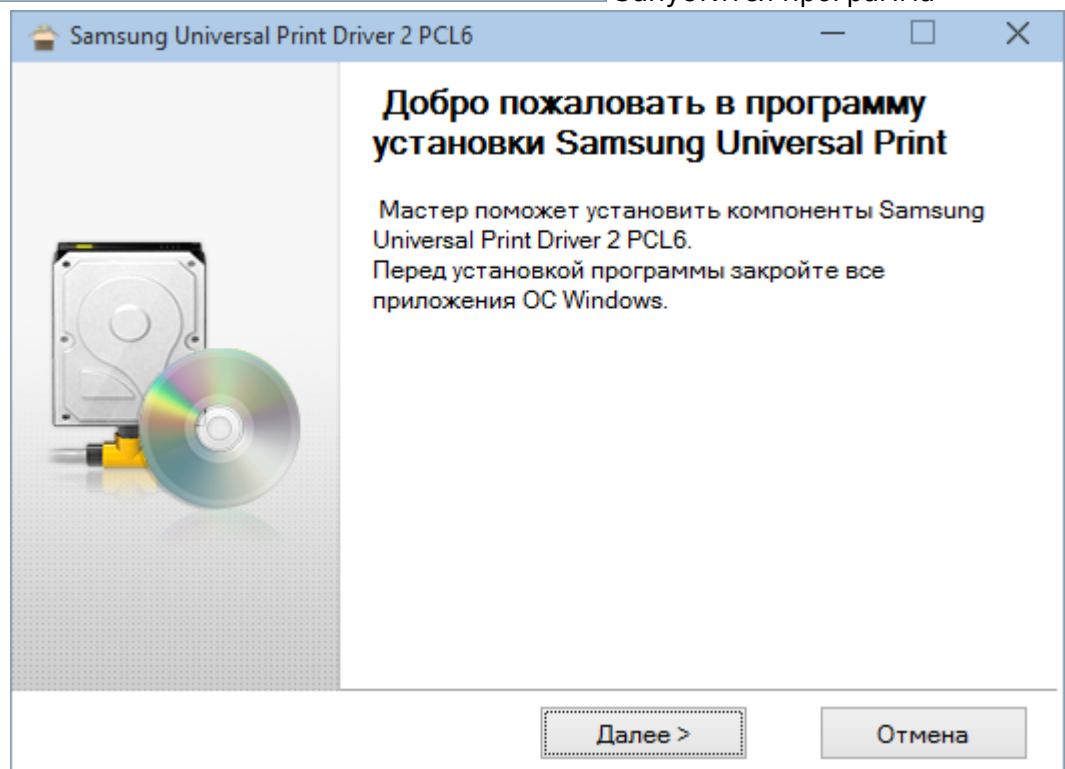 Samsung Universal Print Driver 2 PCL6
Добро пожаловать в программу
установки Samsung Universal Print
Мастер поможет установить компоненты Samsung
Universal Print Driver 2 PCL6.
Перед установкой программы закройте все
приложения ОС Windows.
Далее >
Отмена